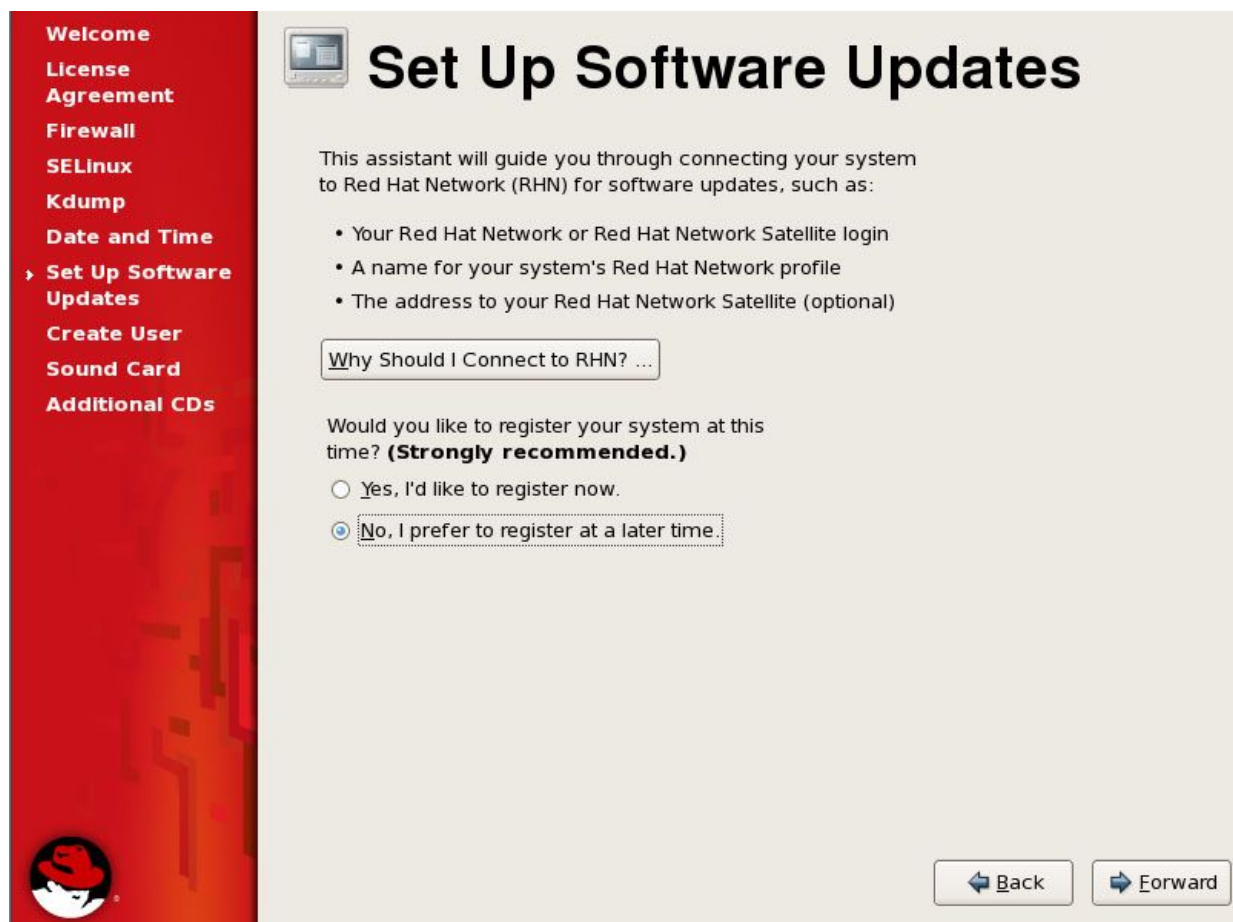 Welcome
License
Agreement
Firewall
SELinux
Kdump
Date and Time
Set Up Software
Updates
Create User
Sound Card
Additional CDs
Set Up Software Updates
This assistant will guide you through connecting your system
to Red Hat Network (RHN) for software updates, such as:
• Your Red Hat Network or Red Hat Network Satellite login
• A name for your system's Red Hat Network profile
• The address to your Red Hat Network Satellite (optional)
Why Should I Connect to RHN? ...
Would you like to register your system at this
time? (Strongly recommended.)
Yes, I'd like to register now.
No, I prefer to register at a later time.
Back
Forward